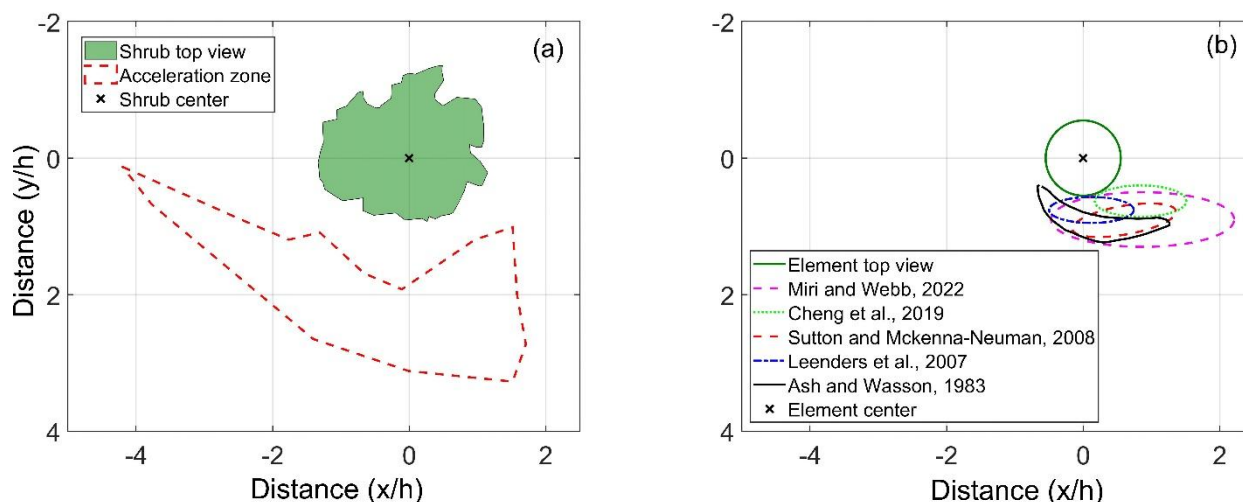 -2
0
2
4
Distance (y/h)
-4
-2
0
2
Distance (x/h)
(a)
Shrub top view
Acceleration zone
Shrub center
-2
0
2
4
Distance (y/h)
-4
-2
0
2
Distance (x/h)
(b)
Element top view
Miri and Webb, 2022
Cheng et al., 2019
Sutton and Mckenna-Neuman, 2008
Leenders et al., 2007
Ash and Wasson, 1983
Element center